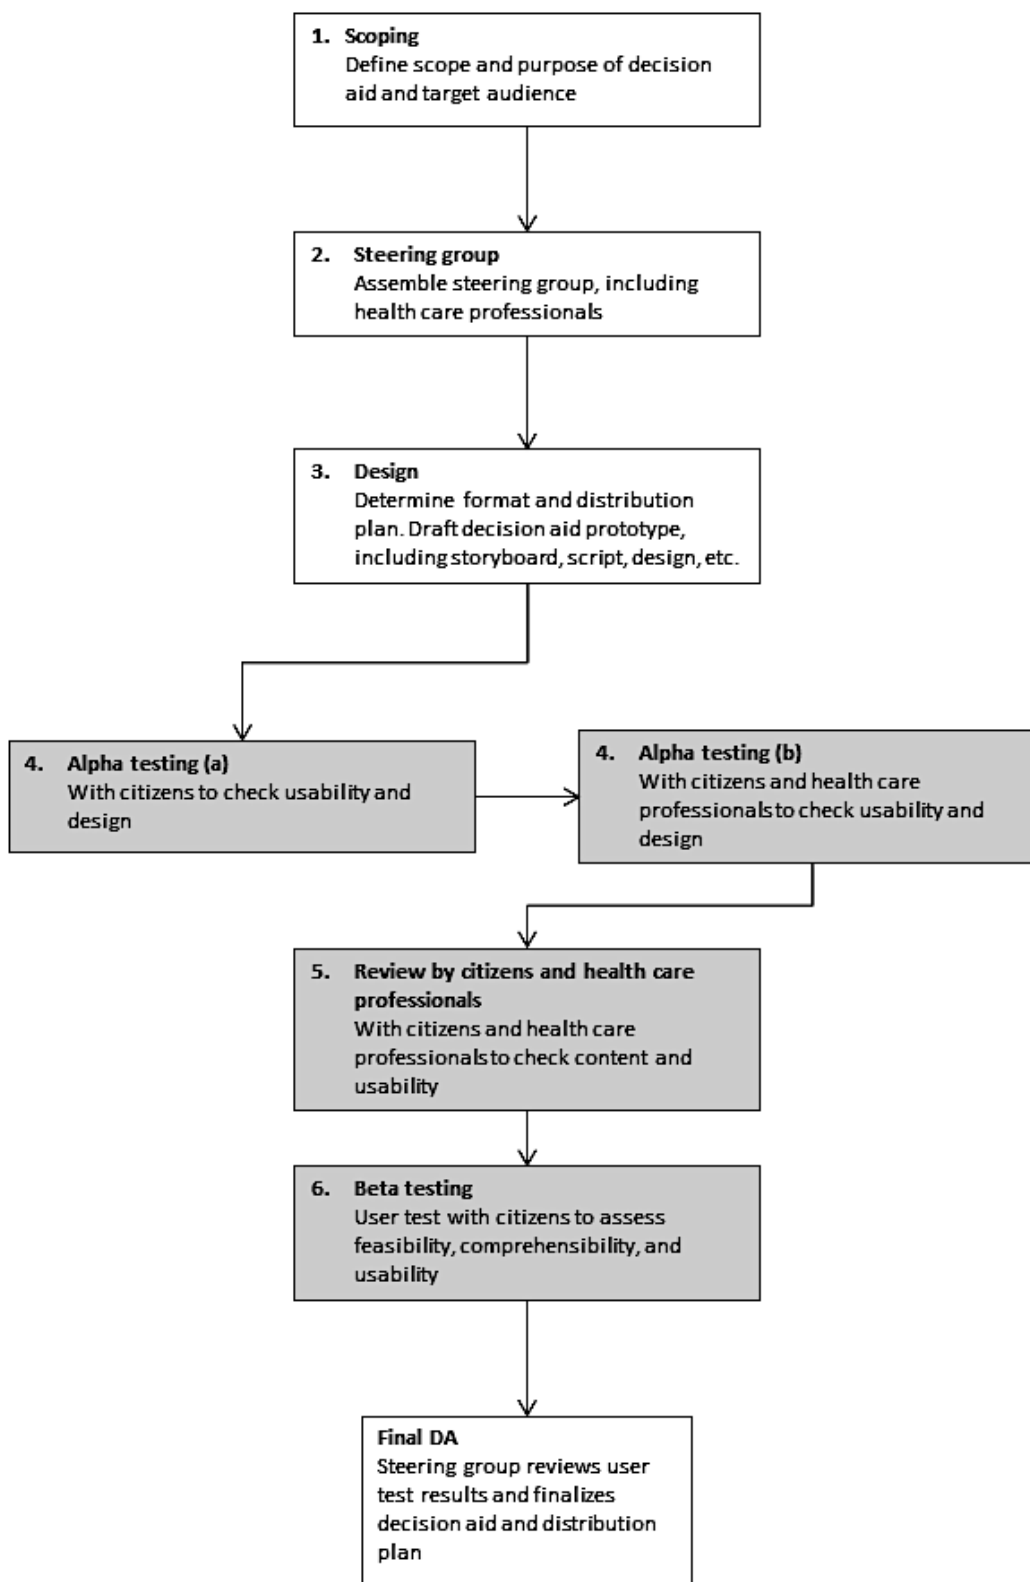 1. Scoping
Define scope and purpose of decision
aid and target audience
2. Steering group
Assemble steering group, including
health care professionals
3. Design
Determine format and distribution
plan. Draft decision aid prototype,
including storyboard, script, design, etc.
4. Alpha testing (a)
With citizens to check usability and
design
4. Alpha testing (b)
With citizens and health care
professionals to check usability and
design
5. Review by citizens and health care
professionals
With citizens and health care
professionals to check content and
usability
6. Beta testing
User test with citizens to assess
feasibility, comprehensibility, and
usability
Final DA
Steering group reviews user
test results and finalizes
decision aid and distribution
plan